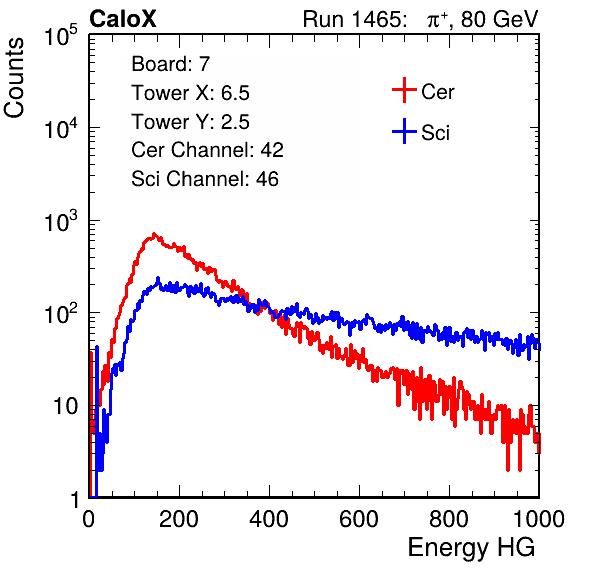 CaloX Run 1465: π⁺, 80 GeV
Counts
10⁵
10⁴
10³
10²
10
1
Board: 7
Tower X: 6.5
Tower Y: 2.5
Cer Channel: 42
Sci Channel: 46
Cer
Sci
0 200 400 600 800 1000
Energy HG